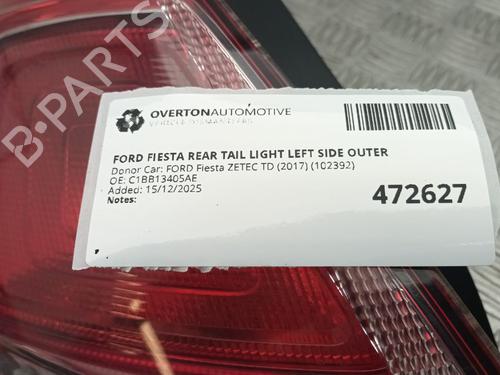 B-PARTS
OVERTONAUTOMOTIVE
VEHICLE DISMANTLERS
FORD FIESTA REAR TAIL LIGHT LEFT SIDE OUTER
Donor Car: FORD Fiesta ZETEC TD (2017) (102392)
OE: C1BB13405AE
Added: 15/12/2025
Notes:
472627